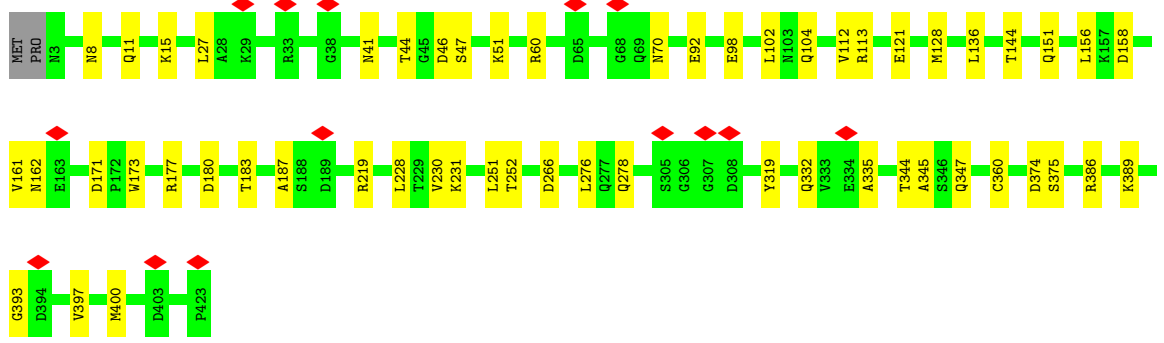 MET PRO N3 N8 Q11 K15 L27 A28 K29 R33 G38 N41 T44 G45 D46 S47 K51 R60 D65 G68 Q69 N70 E92 E98 L102 N103 Q104 V112 R113 E121 M128 L136 T144 Q151 L156 K157 D158
V161 N162 E163 D171 P172 W173 R177 D180 T183 A187 S188 D189 R219 L228 T229 V230 K231 L251 T252 D266 L276 Q277 Q278 S305 G306 G307 D308 Y319 Q332 V333 E334 A335 T344 A345 S346 Q347 C360 D374 S375 R386 K389
G393 D394 V397 M400 D403 P423